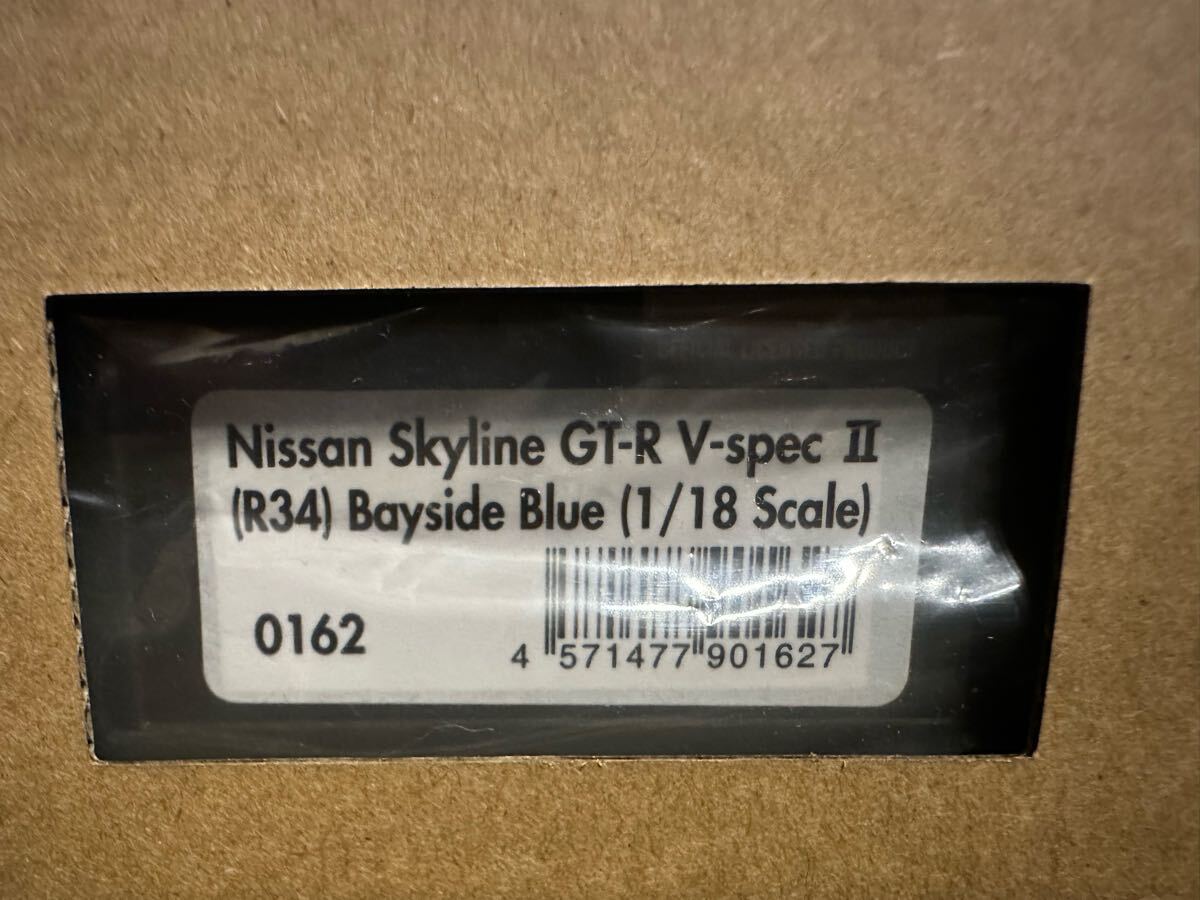 Nissan Skyline GT-R V-spec II
(R34) Bayside Blue (1/18 Scale)
0162
4 571477 901627